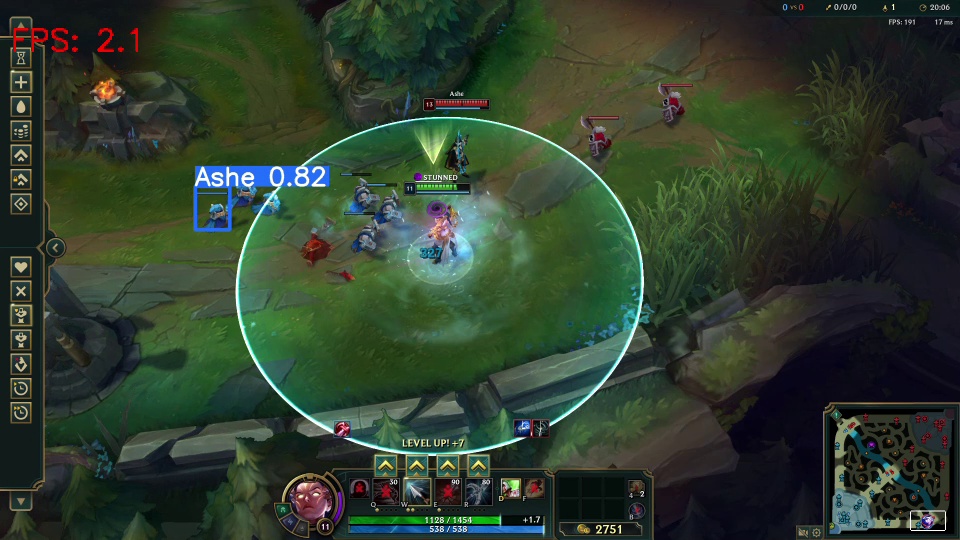 0 vs 0
0/0/0
1
20:06
FPS: 191
17 ms
FPS: 2.1
Ashe
13
Ashe 0.82
STUNNED
11
327
LEVEL UP! +7
30
90
80
Q
W
E
R
D
F
4
2
B
11
1128 / 1454
+1.7
538 / 538
2751